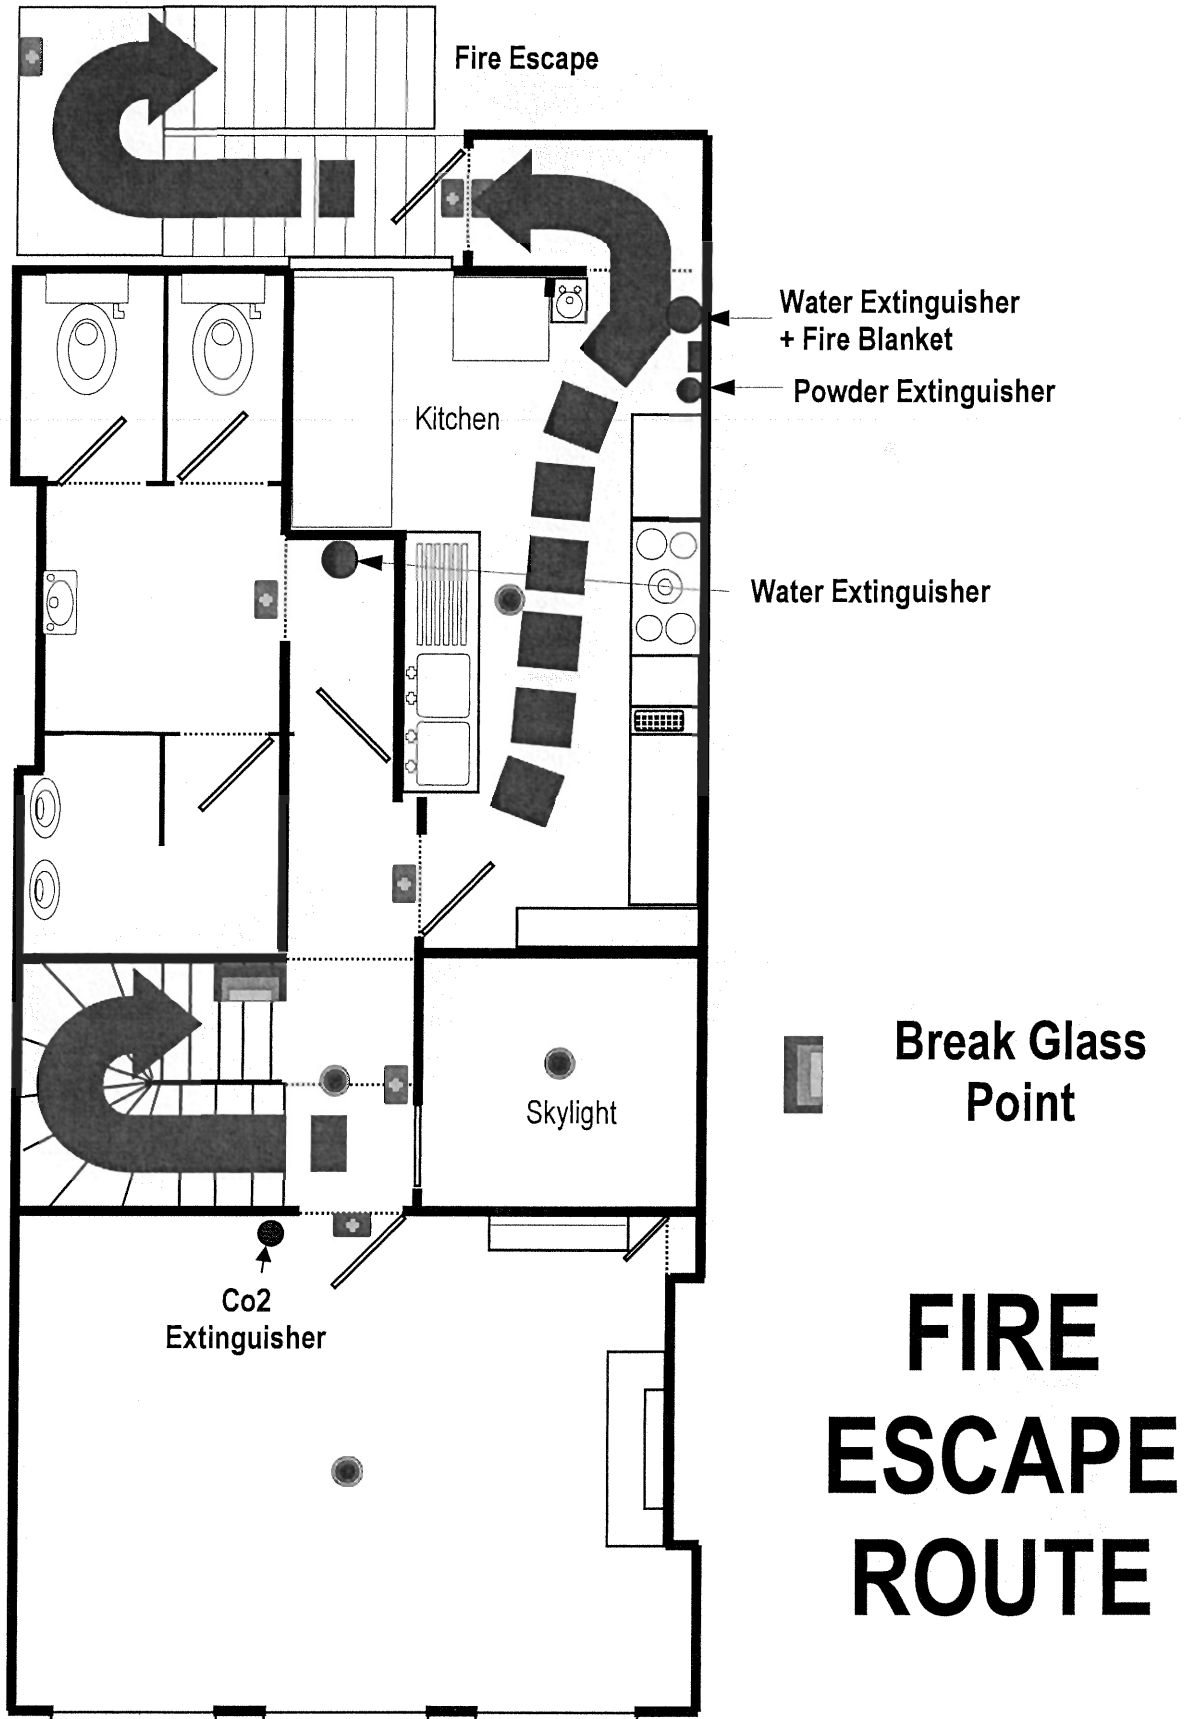 Fire Escape
Water Extinguisher
+ Fire Blanket
Powder Extinguisher
Kitchen
Water Extinguisher
Break Glass
Point
Skylight
Co2
Extinguisher
FIRE
ESCAPE
ROUTE